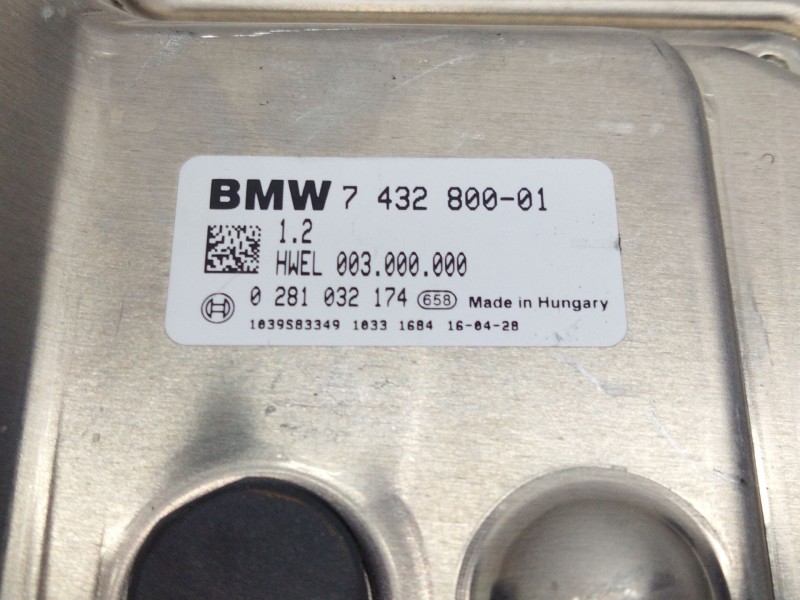 BMW 7 432 800-01
1.2
HWEL 003.000.000
0 281 032 174 658 Made in Hungary
1039S83349 1033 1684 16-04-28